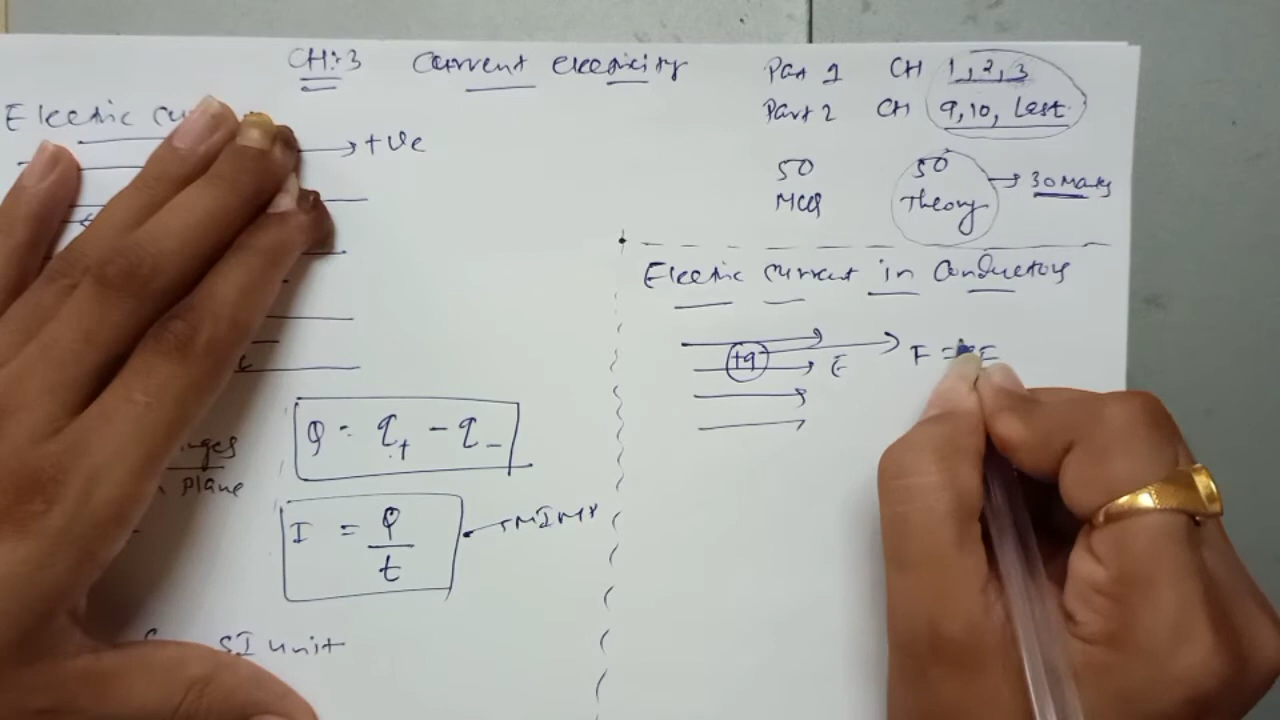 CH:3 Current Electricity
Part 1 CH 1,2,3
Part 2 CH 9,10, Last.
50 MCQ
50 Theory → 30 Marks
Electric
+ve
Q = q+ - q-
I = Q/t
plane
SI unit
Electric current in Conductors
+q
E
F =